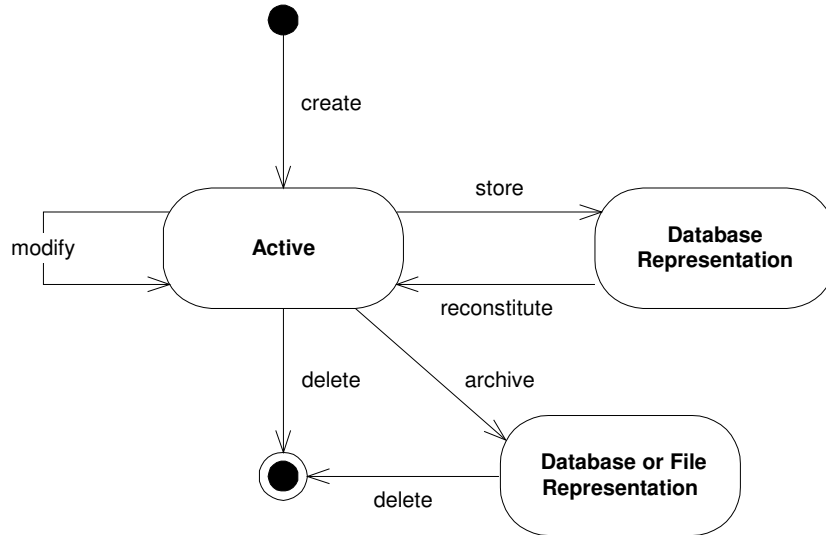 create
store
modify
Active
Database
Representation
reconstitute
delete
archive
Database or File
Representation
delete